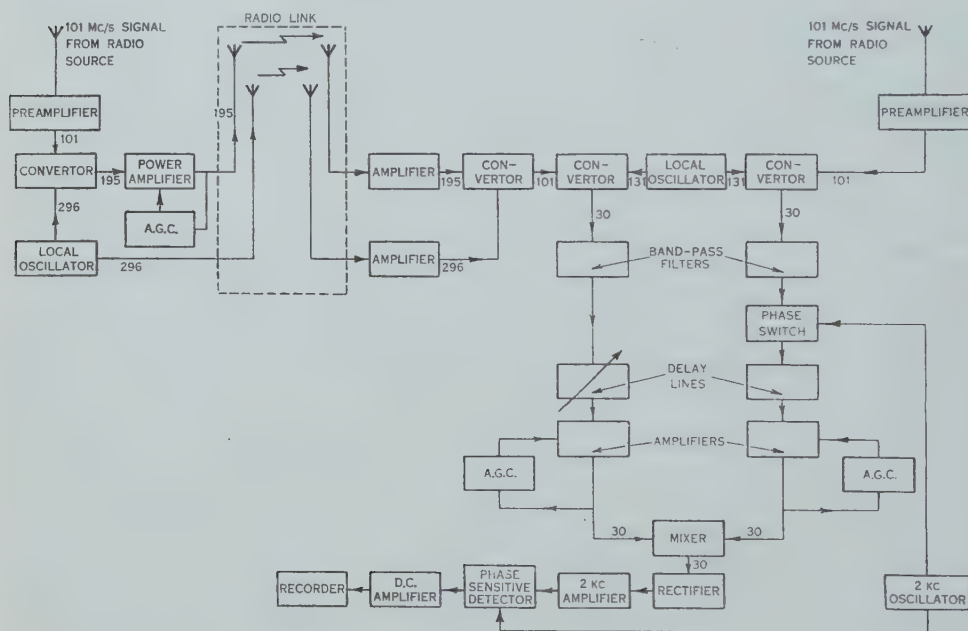 RADIO LINK
101 Mc/s SIGNAL
FROM RADIO
SOURCE
101 Mc/s SIGNAL
FROM RADIO
SOURCE
PREAMPLIFIER
195
PREAMPLIFIER
101
CONVERTOR
195
POWER
AMPLIFIER
AMPLIFIER
195
CON-
VERTOR
101
CON-
VERTOR
131
LOCAL
OSCILLATOR
131
CON-
VERTOR
101
296
A.G.C.
30
30
LOCAL
OSCILLATOR
296
AMPLIFIER
296
BAND-PASS
FILTERS
PHASE
SWITCH
DELAY
LINES
AMPLIFIERS
A.G.C.
A.G.C.
30
MIXER
30
30
RECORDER
D.C.
AMPLIFIER
PHASE
SENSITIVE
DETECTOR
2 KC
AMPLIFIER
RECTIFIER
2 KC
OSCILLATOR